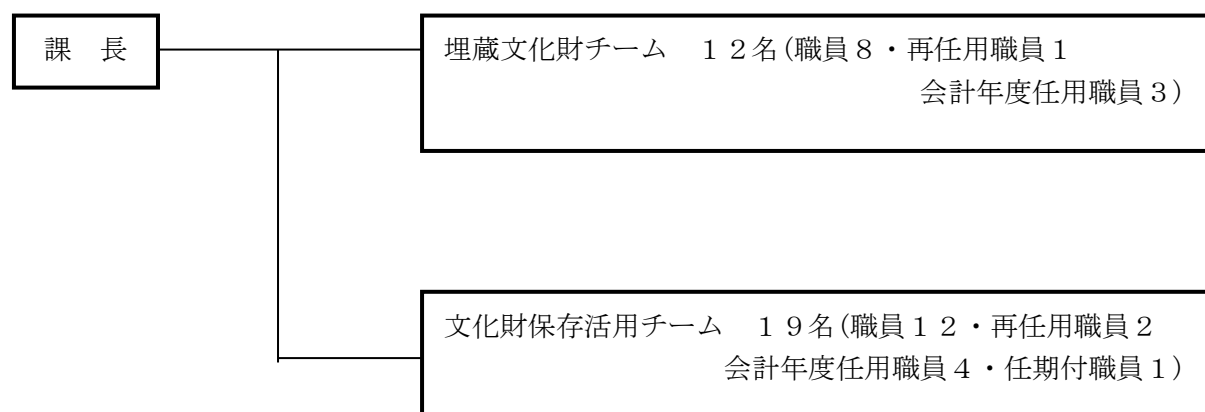 課　長
埋蔵文化財チーム　１２名(職員８・再任用職員１
会計年度任用職員３)
文化財保存活用チーム　１９名(職員１２・再任用職員２
会計年度任用職員４・任期付職員１)